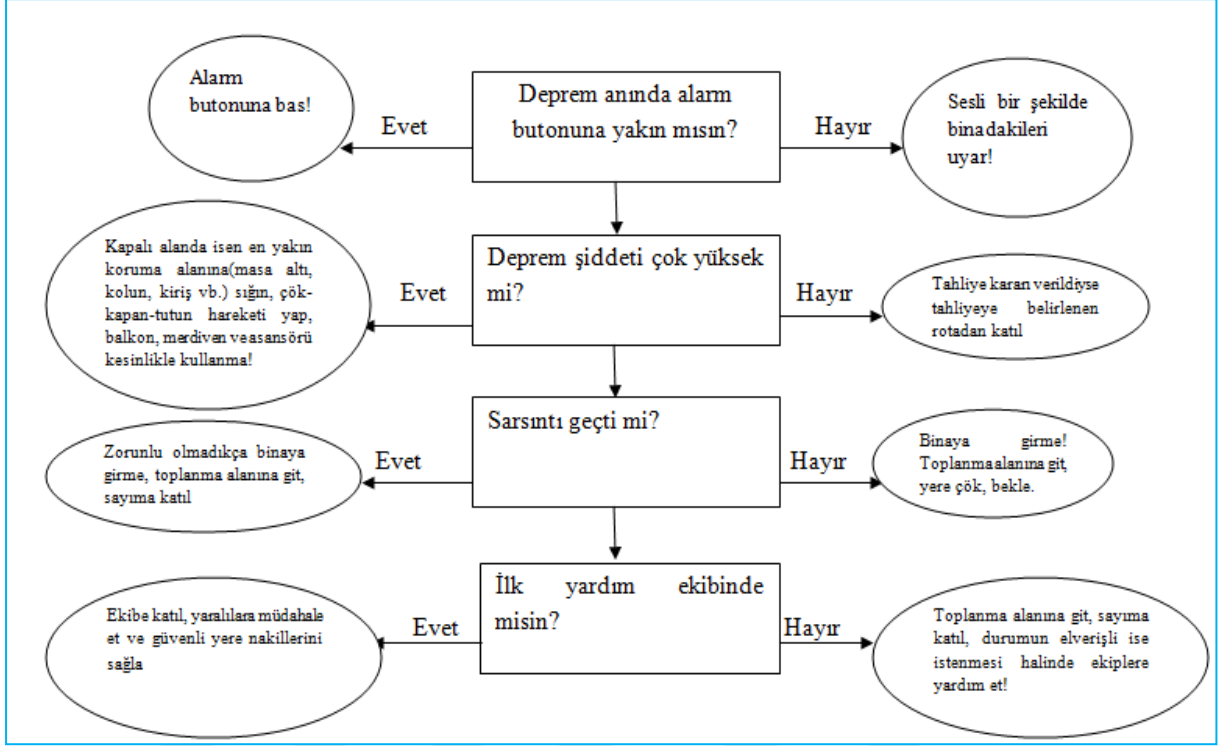 Alarm
butonuna bas!
Evet
Deprem anında alarm
butonuna yakın mısın?
Hayır
Sesli bir şekilde
binadakileri
uyar!
Kapalı alanda isen en yakın
koruma alanına(masa altı,
kolun, kiriş vb.) sığın, çök-
kapan-tutun hareketi yap,
balkon, merdiven ve asansörü
kesinlikle kullanma!
Evet
Deprem şiddeti çok yüksek
mi?
Hayır
Tahliye kararı verildiyse
tahliyeye belirlenen
rotadan katıl
Zorunlu olmadıkça binaya
girme, toplanma alanına git,
sayıma katıl
Evet
Sarsıntı geçti mi?
Hayır
Binaya girme!
Toplanma alanına git,
yere çök, bekle.
Ekibe katıl, yaralılara müdahale
et ve güvenli yere nakillerini
sağla
Evet
İlk yardım ekibinde
misin?
Hayır
Toplanma alanına git, sayıma
katıl, durumun elverişli ise
istenmesi halinde ekiplere
yardım et!